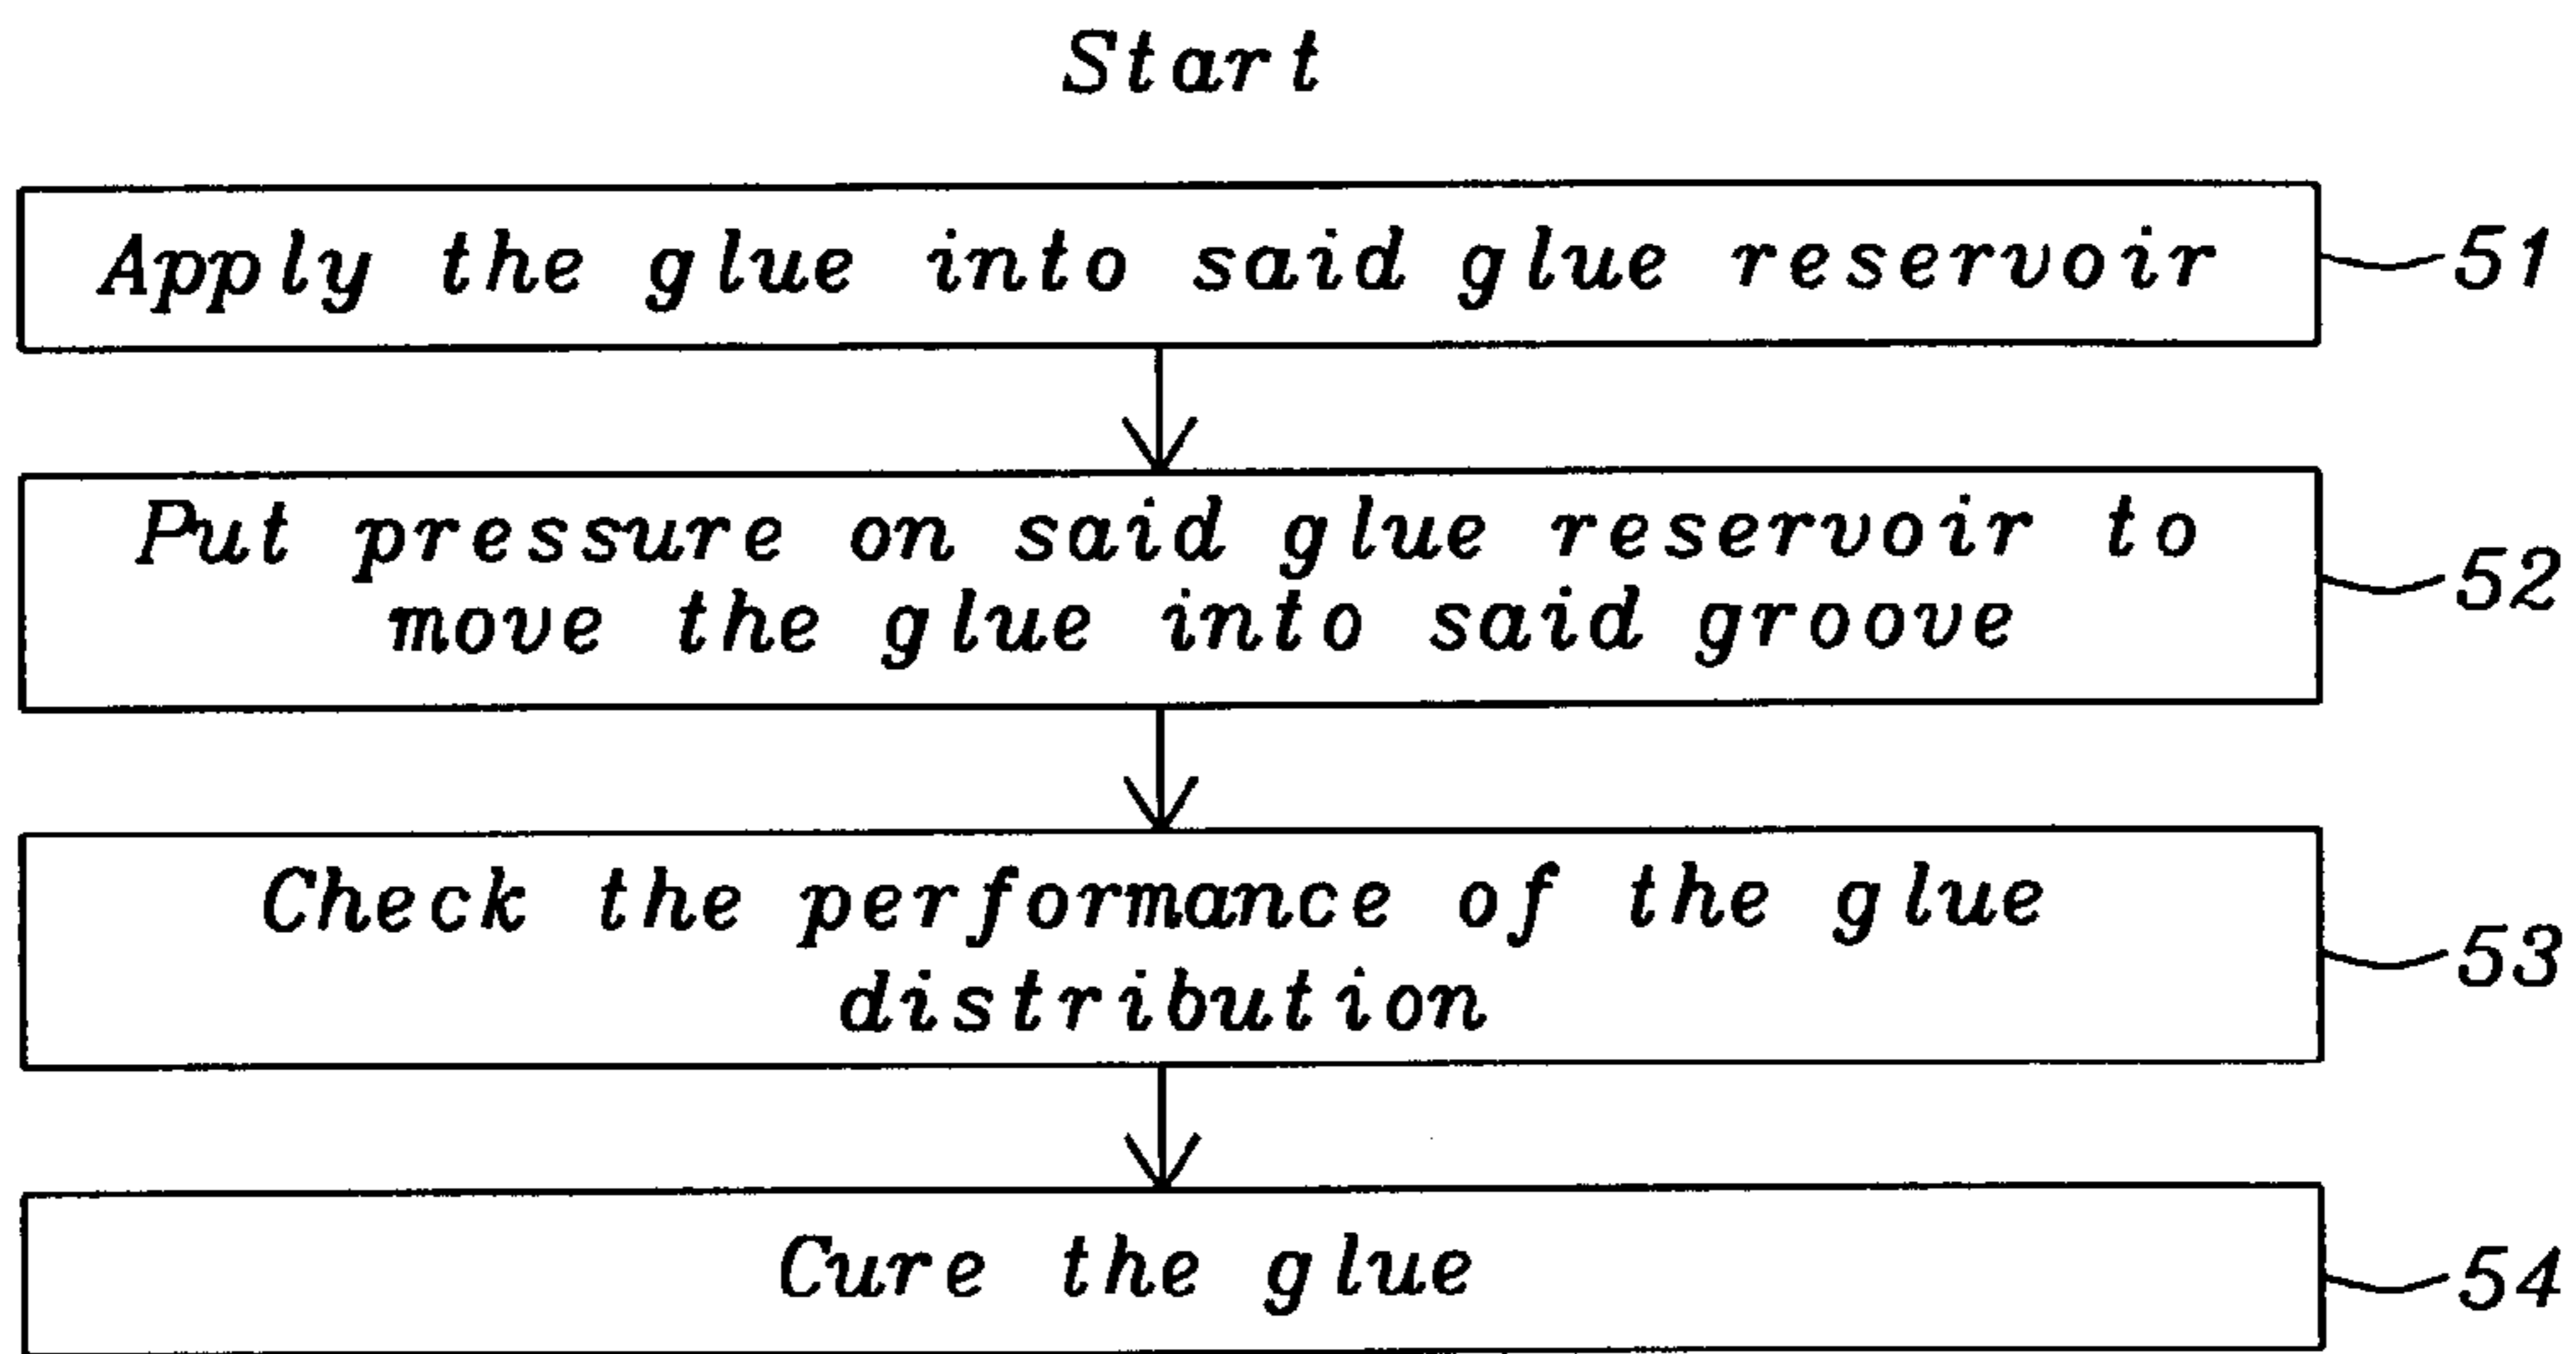 Start
Apply the glue into said glue reservoir
51
Put pressure on said glue reservoir to
move the glue into said groove
52
Check the performance of the glue
distribution
53
Cure the glue
54